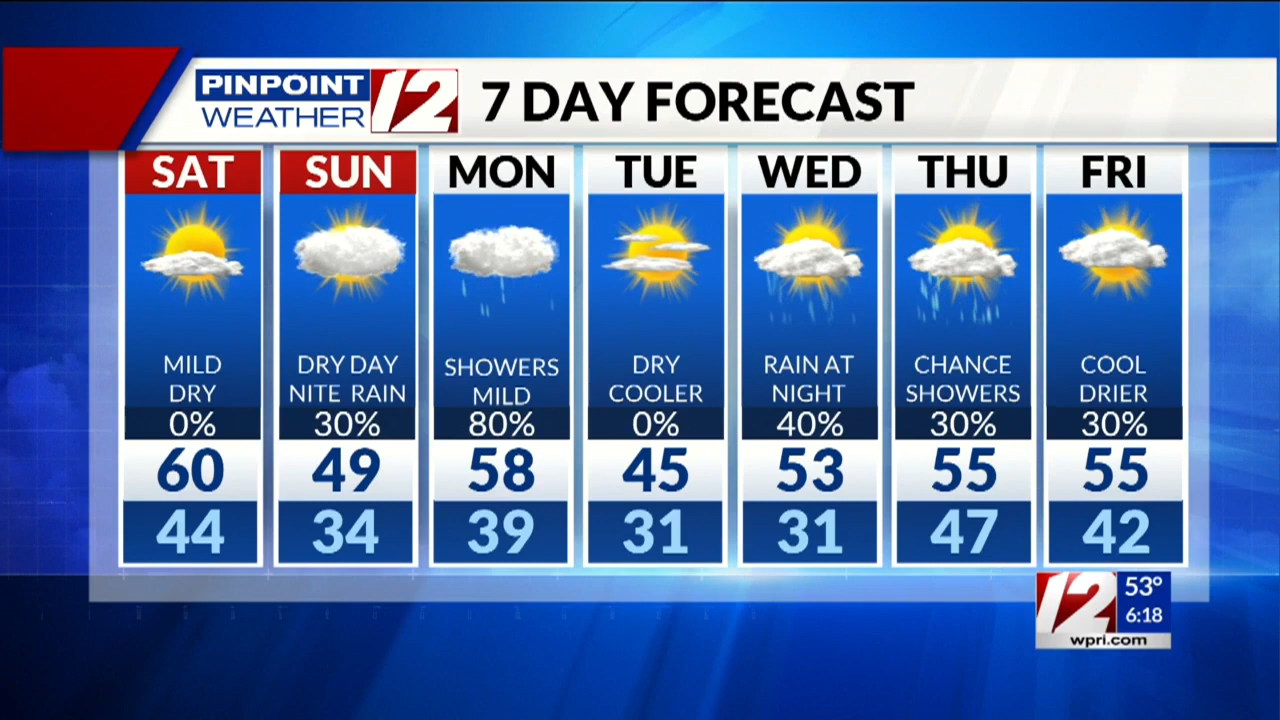 PINPOINT
WEATHER 12
7 DAY FORECAST
SAT SUN MON TUE WED THU FRI
MILD DRY DAY SHOWERS DRY RAIN AT CHANCE COOL
DRY NITE RAIN MILD COOLER NIGHT SHOWERS DRIER
0% 30% 80% 0% 40% 30% 30%
60 49 58 45 53 55 55
44 34 39 31 31 47 42
12 53°
6:18
wpri.com